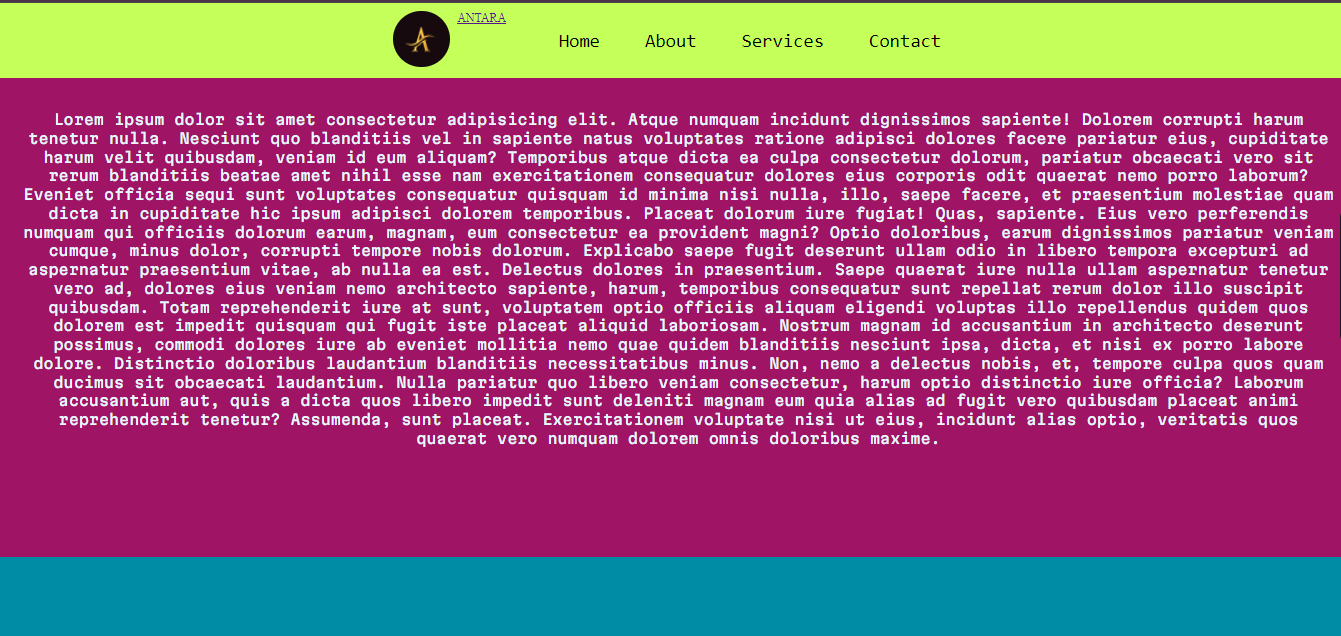 ANTARA
Home About Services Contact
Lorem ipsum dolor sit amet consectetur adipisicing elit. Atque numquam incidunt dignissimos sapiente! Dolorem corrupti harum
tenetur nulla. Nesciunt quo blanditiis vel in sapiente natus voluptates ratione adipisci dolores facere pariatur eius, cupiditate
harum velit quibusdam, veniam id eum aliquam? Temporibus atque dicta ea culpa consectetur dolorum, pariatur obcaecati vero sit
rerum blanditiis beatae amet nihil esse nam exercitationem consequatur dolores eius corporis odit quaerat nemo porro laborum?
Eveniet officia sequi sunt voluptates consequatur quisquam id minima nisi nulla, illo, saepe facere, et praesentium molestiae quam
dicta in cupiditate hic ipsum adipisci dolorem temporibus. Placeat dolorum iure fugiat! Quas, sapiente. Eius vero perferendis
numquam qui officiis dolorum earum, magnam, eum consectetur ea provident magni? Optio doloribus, earum dignissimos pariatur veniam
cumque, minus dolor, corrupti tempore nobis dolorum. Explicabo saepe fugit deserunt ullam odio in libero tempora excepturi ad
aspernatur praesentium vitae, ab nulla ea est. Delectus dolores in praesentium. Saepe quaerat iure nulla ullam aspernatur tenetur
vero ad, dolores eius veniam nemo architecto sapiente, harum, temporibus consequatur sunt repellat rerum dolor illo suscipit
quibusdam. Totam reprehenderit iure at sunt, voluptatem optio officiis aliquam eligendi voluptas illo repellendus quidem quos
dolorem est impedit quisquam qui fugit iste placeat aliquid laboriosam. Nostrum magnam id accusantium in architecto deserunt
possimus, commodi dolores iure ab eveniet mollitia nemo quae quidem blanditiis nesciunt ipsa, dicta, et nisi ex porro labore
dolore. Distinctio doloribus laudantium blanditiis necessitatibus minus. Non, nemo a delectus nobis, et, tempore culpa quos quam
ducimus sit obcaecati laudantium. Nulla pariatur quo libero veniam consectetur, harum optio distinctio iure officia? Laborum
accusantium aut, quis a dicta quos libero impedit sunt deleniti magnam eum quia alias ad fugit vero quibusdam placeat animi
reprehenderit tenetur? Assumenda, sunt placeat. Exercitationem voluptate nisi ut eius, incidunt alias optio, veritatis quos
quaerat vero numquam dolorem omnis doloribus maxime.